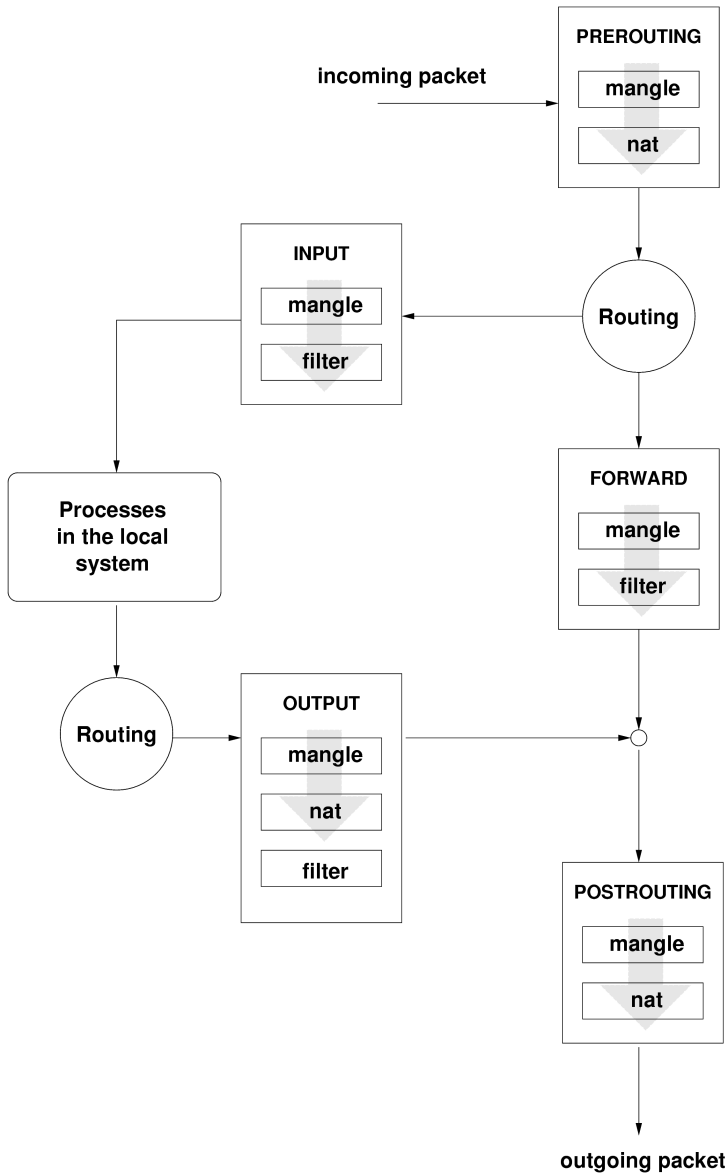 PREROUTING
incoming packet
mangle
nat
INPUT
mangle
filter
Routing
FORWARD
mangle
filter
Processes
in the local
system
Routing
OUTPUT
mangle
nat
filter
POSTROUTING
mangle
nat
outgoing packet